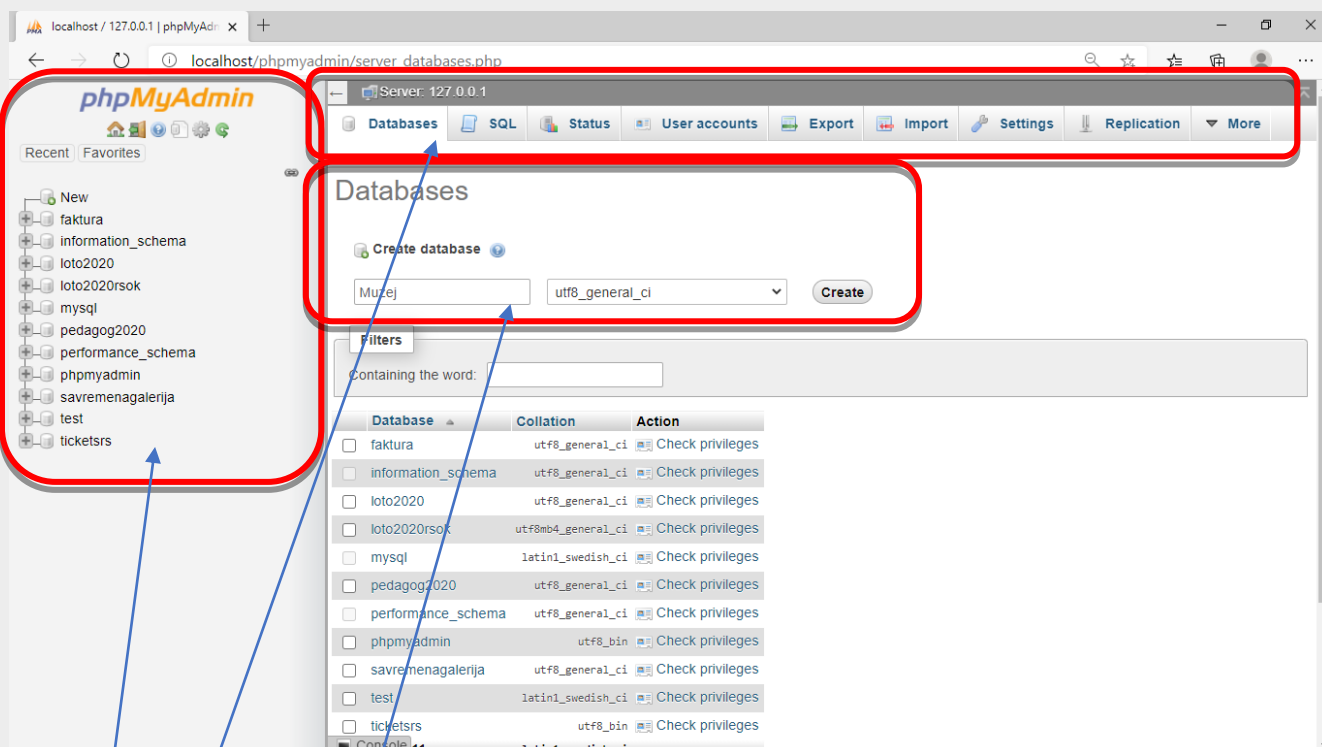 localhost / 127.0.0.1 | phpMyAdm
localhost/phpmyadmin/server_databases.php
phpMyAdmin
Recent Favorites
New
faktura
information_schema
loto2020
loto2020rsok
mysql
pedagog2020
performance_schema
phpmyadmin
savremenagalerija
test
ticketsrs
Server: 127.0.0.1
Databases SQL Status User accounts Export Import Settings Replication More
Databases
Create database
Muzej utf8_general_ci Create
Filters
Containing the word:
Database Collation Action
faktura utf8_general_ci Check privileges
information_schema utf8_general_ci Check privileges
loto2020 utf8_general_ci Check privileges
loto2020rsok utf8mb4_general_ci Check privileges
mysql latin1_swedish_ci Check privileges
pedagog2020 utf8_general_ci Check privileges
performance_schema utf8_general_ci Check privileges
phpmyadmin utf8_bin Check privileges
savremenagalerija utf8_general_ci Check privileges
test latin1_swedish_ci Check privileges
ticketsrs utf8_bin Check privileges
Console